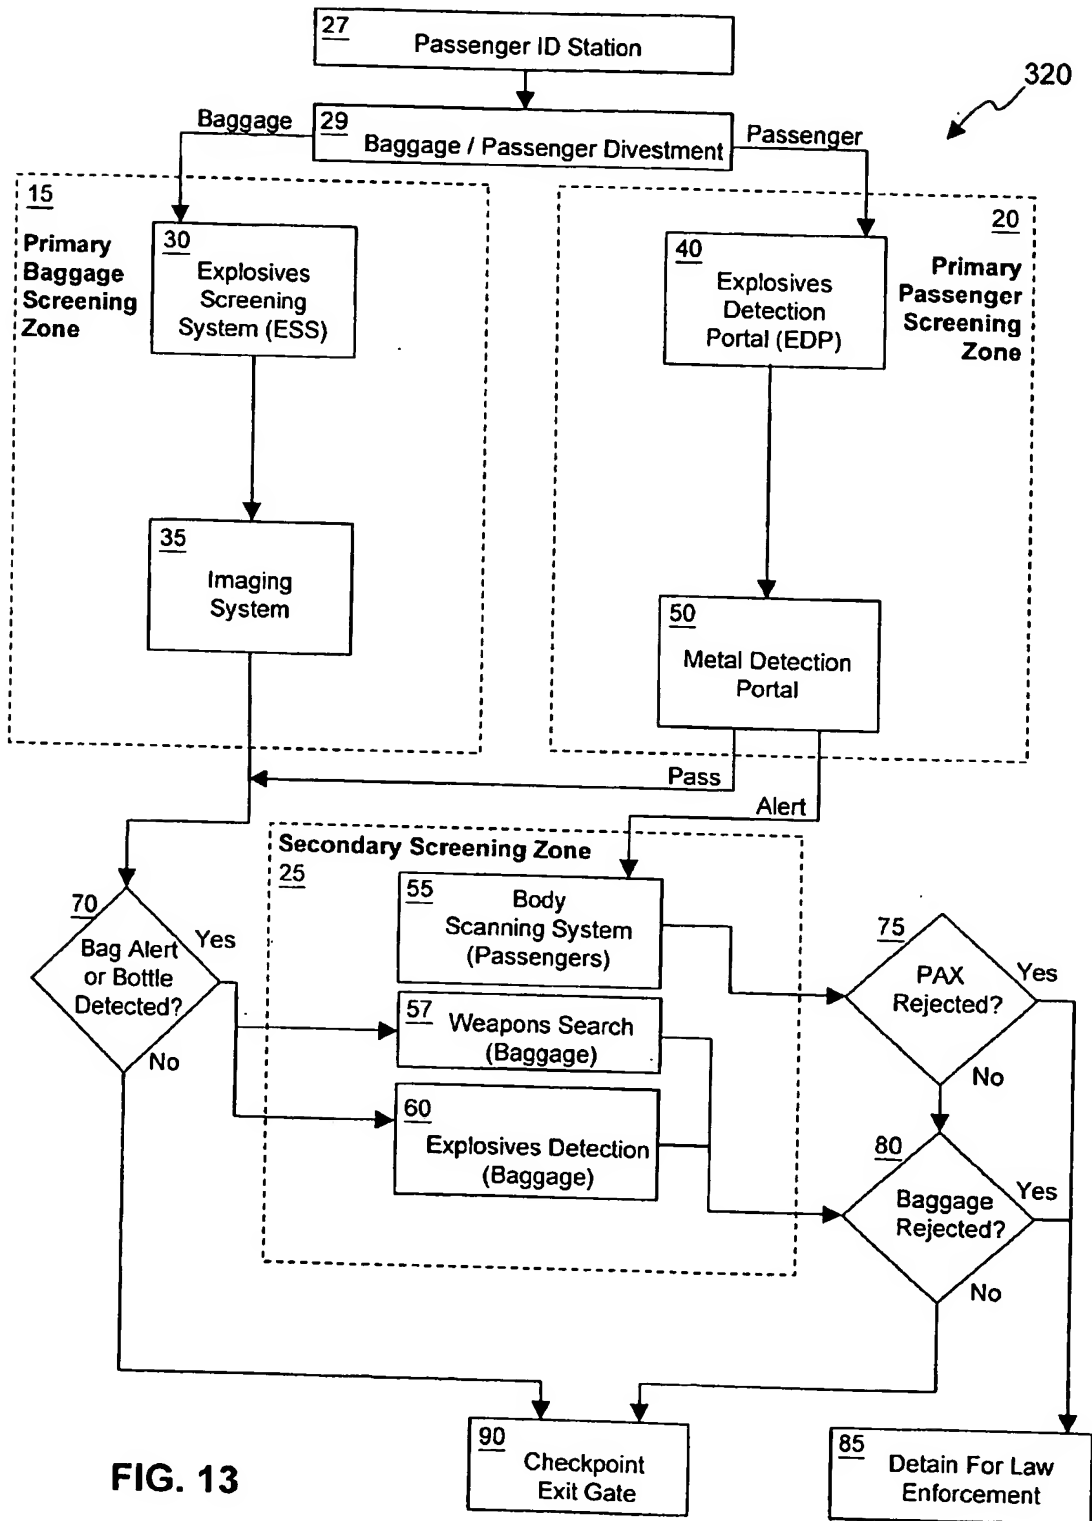 27
Passenger ID Station
320
Baggage
29
Baggage / Passenger Divestment
Passenger
15
Primary
Baggage
Screening
Zone
30
Explosives
Screening
System (ESS)
20
Primary
Passenger
Screening
Zone
40
Explosives
Detection
Portal (EDP)
35
Imaging
System
50
Metal Detection
Portal
Pass
Alert
Secondary Screening Zone
25
55
Body
Scanning System
(Passengers)
70
Bag Alert
or Bottle
Detected?
Yes
No
57
Weapons Search
(Baggage)
60
Explosives Detection
(Baggage)
75
PAX
Rejected?
Yes
No
80
Baggage
Rejected?
Yes
No
90
Checkpoint
Exit Gate
85
Detain For Law
Enforcement
FIG. 13